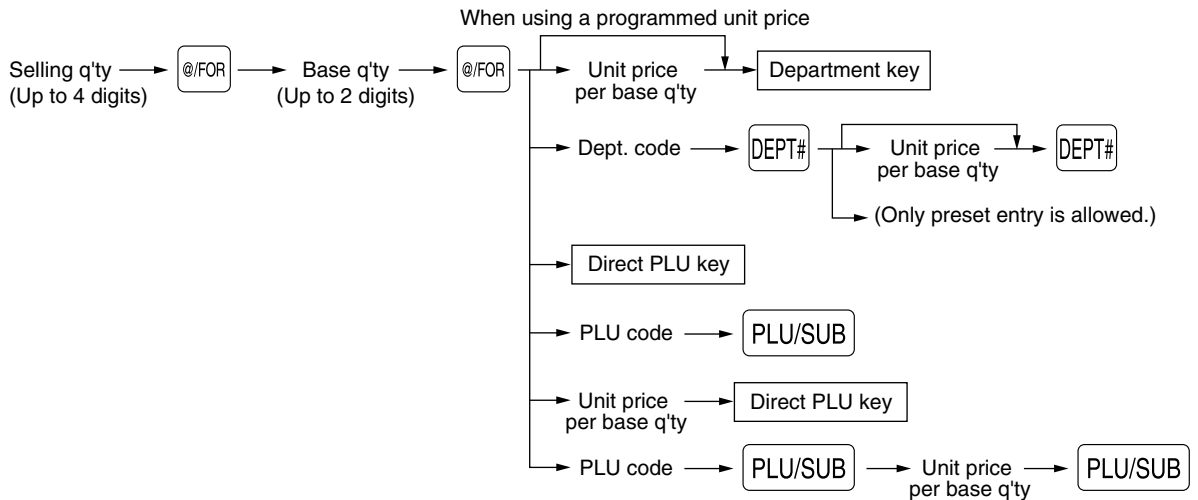 When using a programmed unit price
Selling q'ty
(Up to 4 digits)
@/FOR
Base q'ty
(Up to 2 digits)
@/FOR
Unit price
per base q'ty
Department key
Dept. code
DEPT#
Unit price
per base q'ty
DEPT#
(Only preset entry is allowed.)
Direct PLU key
PLU code
PLU/SUB
Unit price
per base q'ty
Direct PLU key
PLU code
PLU/SUB
Unit price
per base q'ty
PLU/SUB